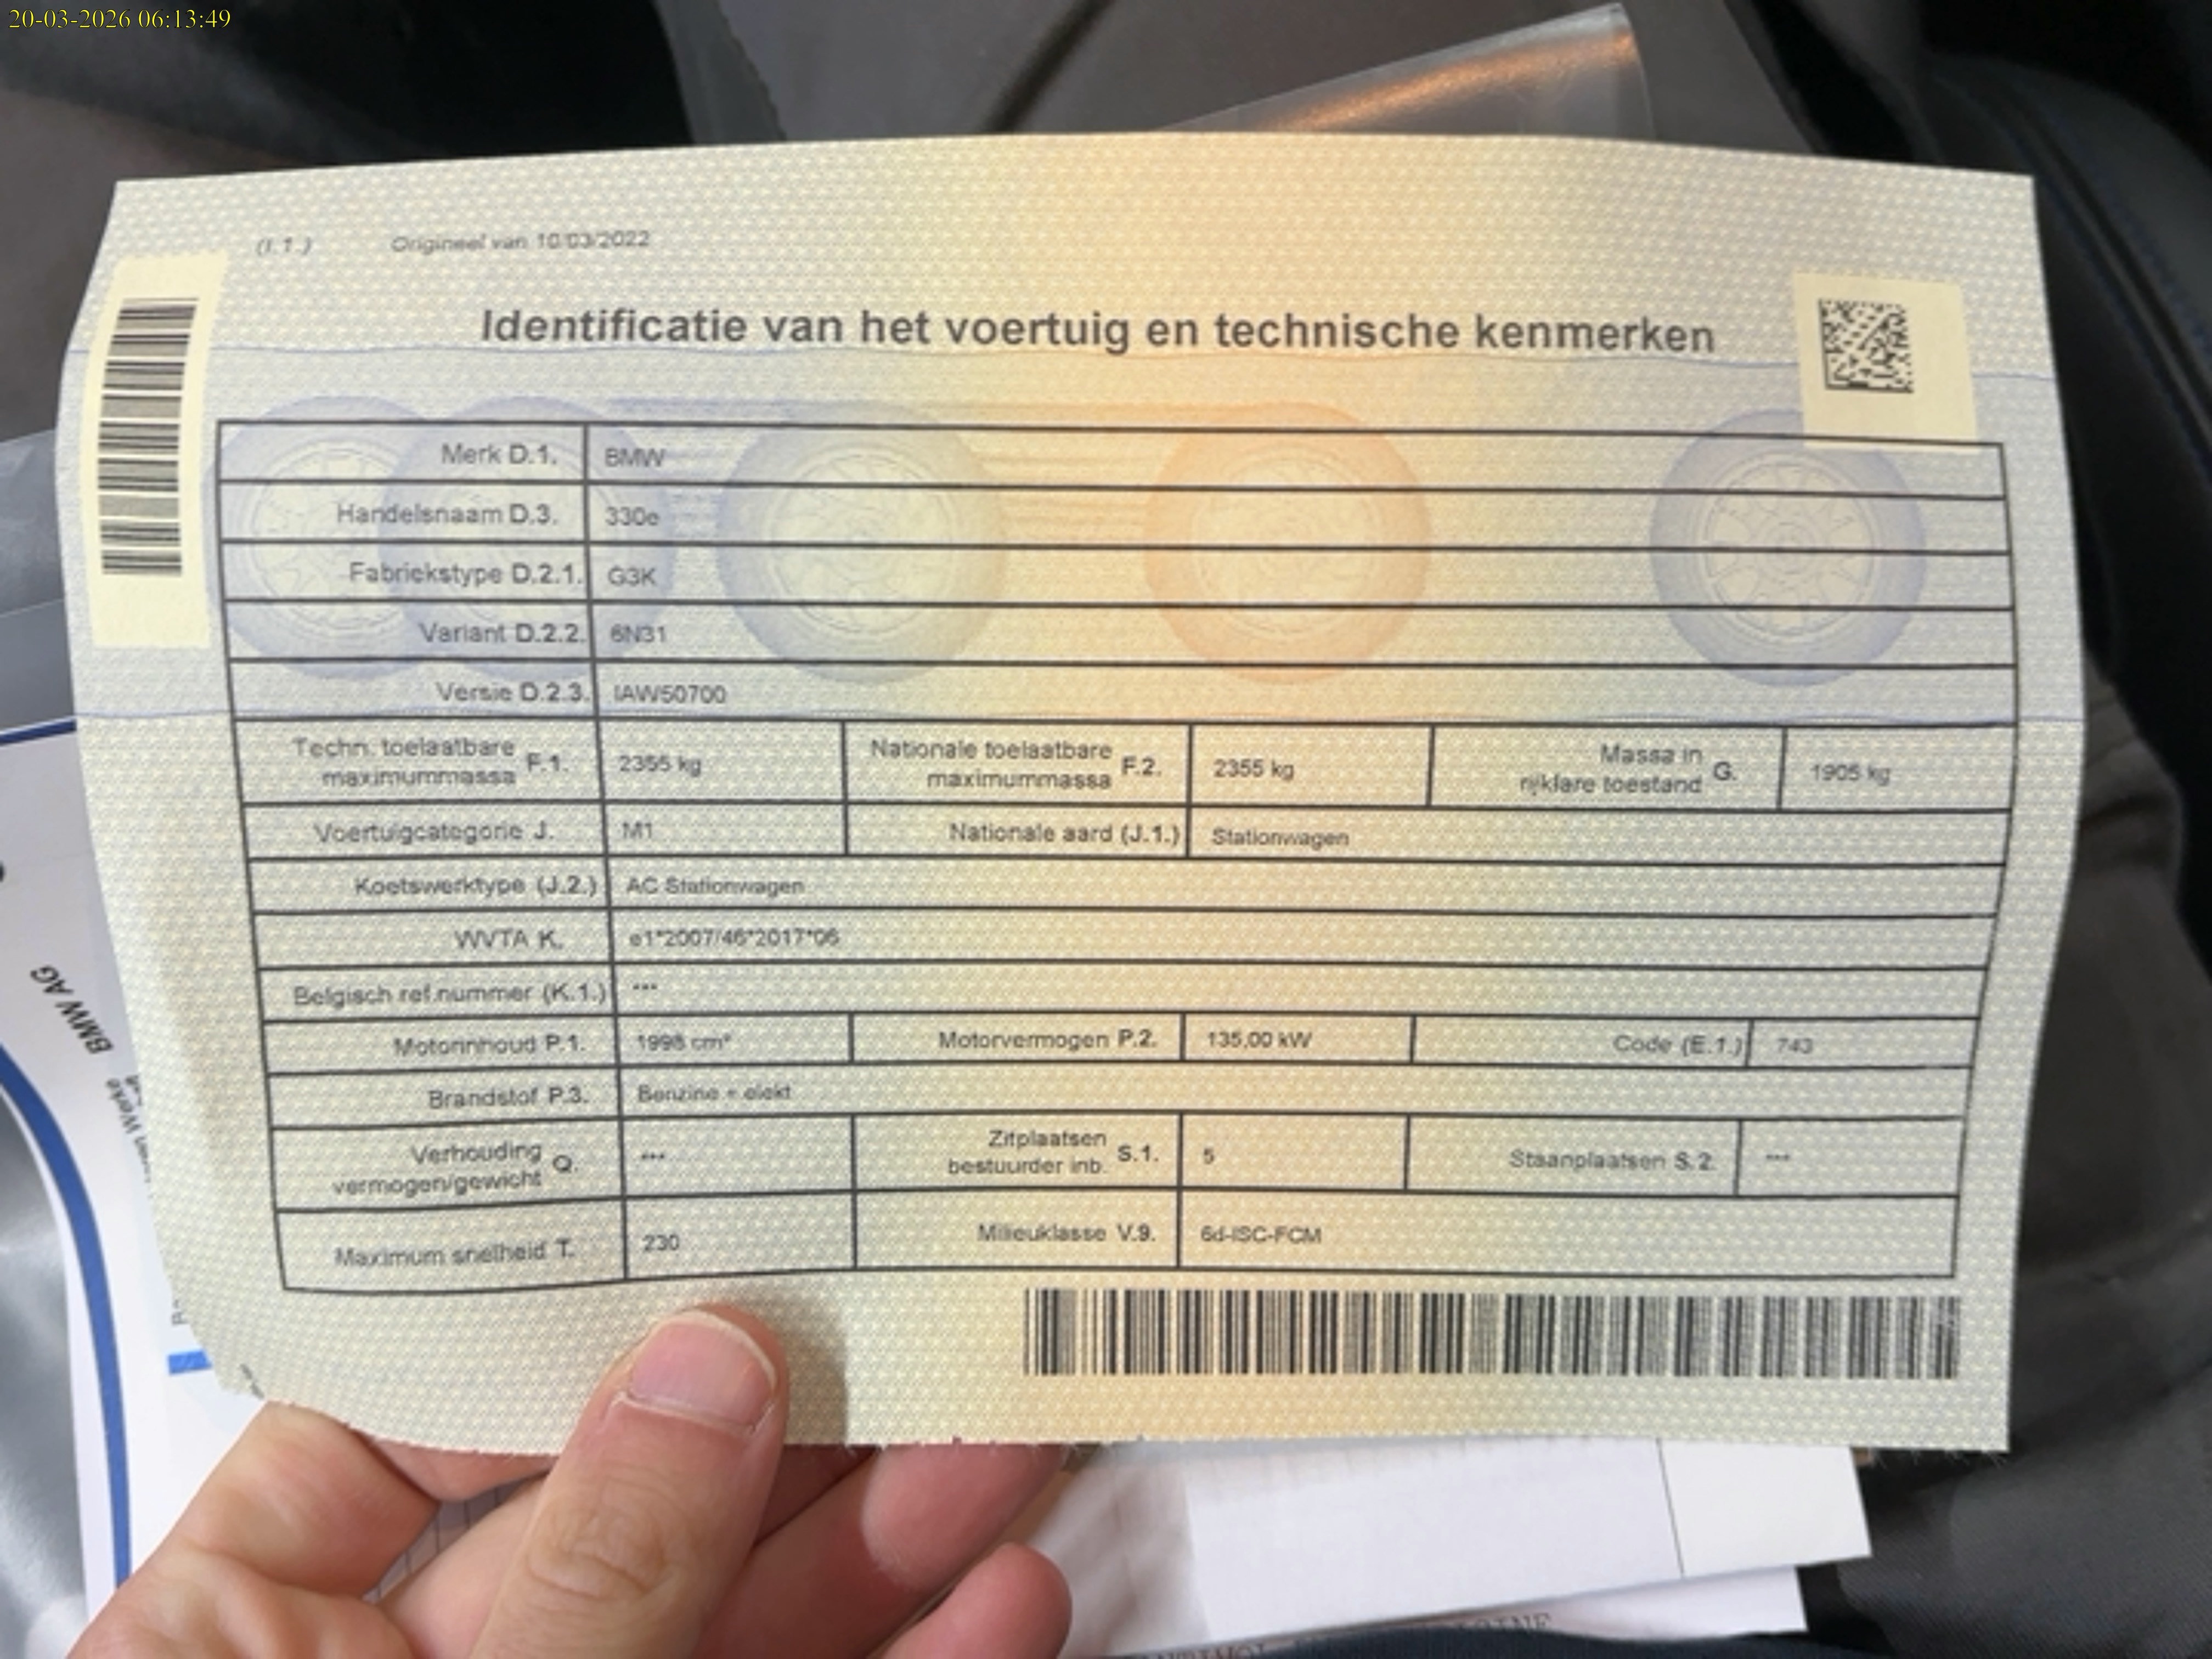 20-03-2026 06:13:49
(I.1.) Origineel van 10/03/2022
Identificatie van het voertuig en technische kenmerken
Merk D.1. BMW
Handelsnaam D.3. 330e
Fabriekstype D.2.1. G3K
Variant D.2.2. 6N31
Versie D.2.3. IAW50700
Techn. toelaatbare maximummassa F.1. 2355 kg Nationale toelaatbare maximummassa F.2. 2355 kg Massa in rijklare toestand G. 1905 kg
Voertuigcategorie J. M1 Nationale aard (J.1.) Stationwagen
Koetswerktype (J.2.) AC Stationwagen
WVTA K. e1*2007/46*2017*06
Belgisch ref.nummer (K.1.) ***
Motorinhoud P.1. 1998 cm³ Motorvermogen P.2. 135,00 kW Code (E.1.) 743
Brandstof P.3. Benzine + elekt
Verhouding vermogen/gewicht Q. *** Zitplaatsen bestuurder inb. S.1. 5 Staanplaatsen S.2. ***
Maximum snelheid T. 230 Milieuklasse V.9. 6d-ISC-FCM
BMW AG